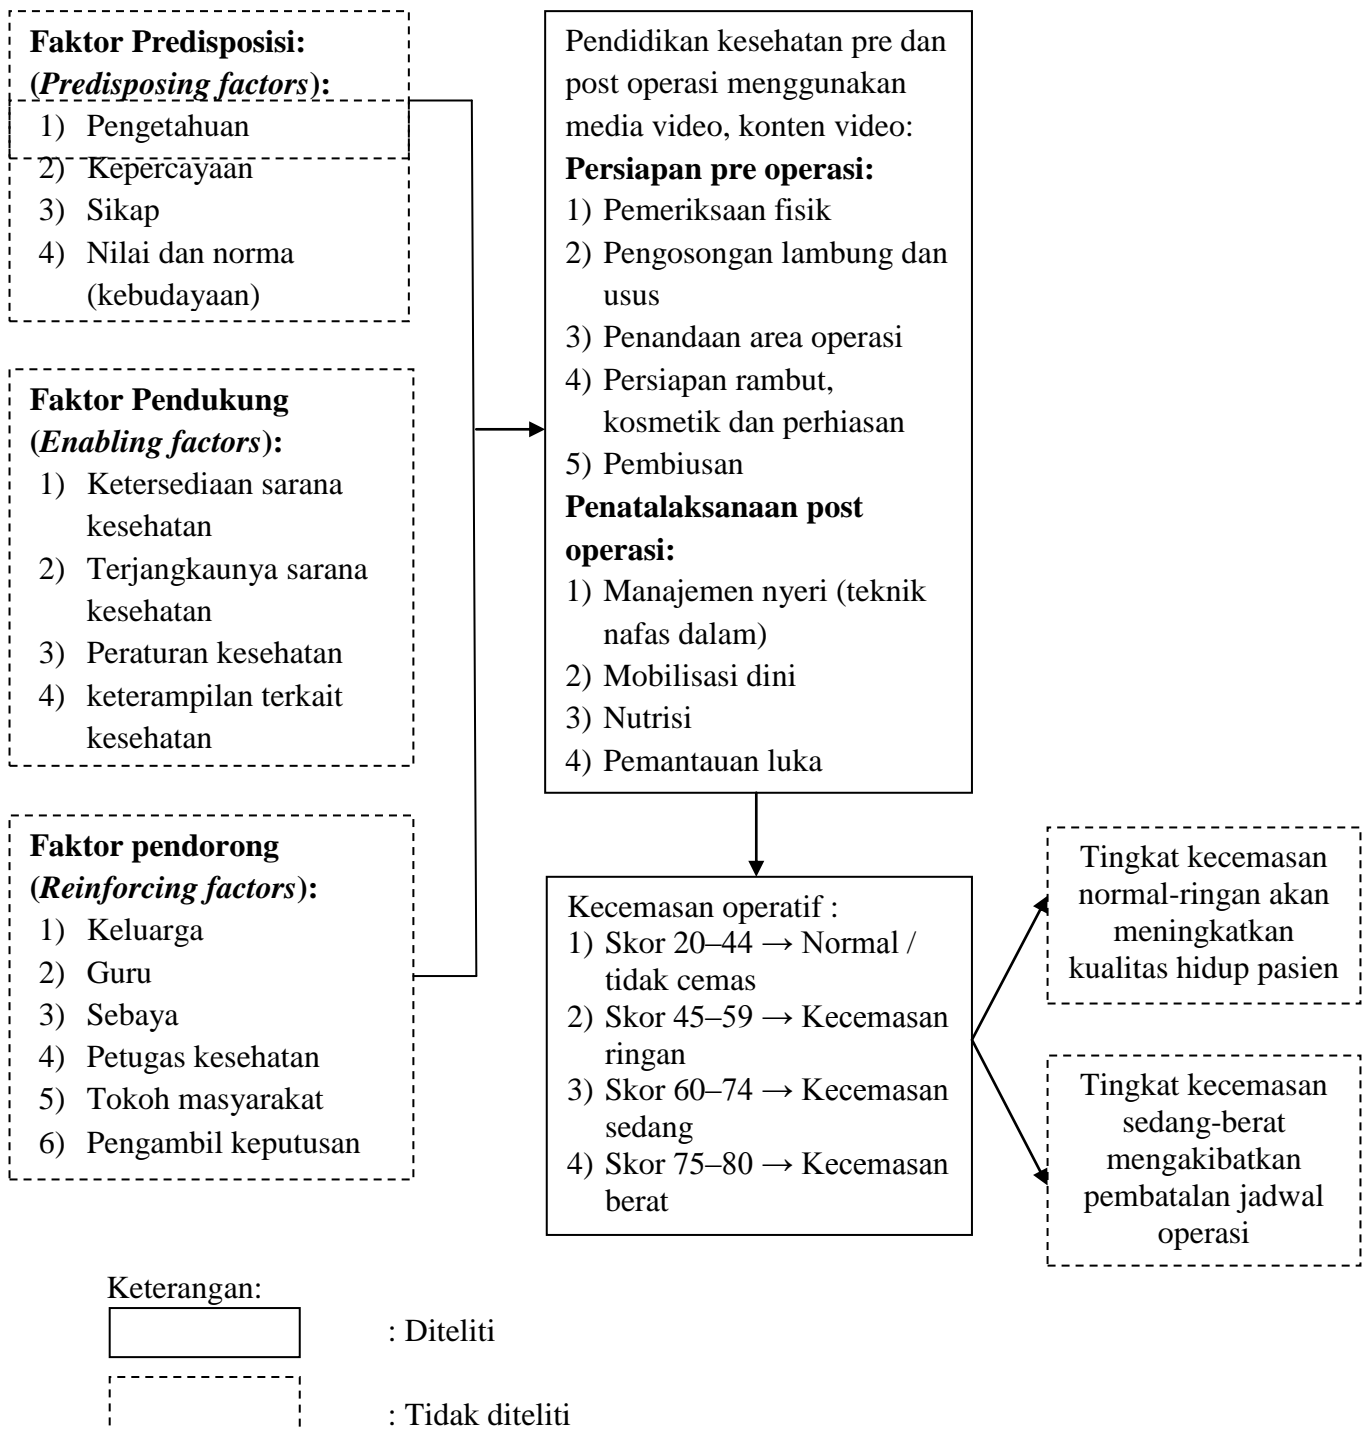 Faktor Predisposisi:
(Predisposing factors):
1) Pengetahuan
2) Kepercayaan
3) Sikap
4) Nilai dan norma
(kebudayaan)
Faktor Pendukung
(Enabling factors):
1) Ketersediaan sarana
kesehatan
2) Terjangkaunya sarana
kesehatan
3) Peraturan kesehatan
4) keterampilan terkait
kesehatan
Faktor pendorong
(Reinforcing factors):
1) Keluarga
2) Guru
3) Sebaya
4) Petugas kesehatan
5) Tokoh masyarakat
6) Pengambil keputusan
Pendidikan kesehatan pre dan
post operasi menggunakan
media video, konten video:
Persiapan pre operasi:
1) Pemeriksaan fisik
2) Pengosongan lambung dan
usus
3) Penandaan area operasi
4) Persiapan rambut,
kosmetik dan perhiasan
5) Pembiusan
Penatalaksanaan post
operasi:
1) Manajemen nyeri (teknik
nafas dalam)
2) Mobilisasi dini
3) Nutrisi
4) Pemantauan luka
Kecemasan operatif :
1) Skor 20–44 → Normal /
tidak cemas
2) Skor 45–59 → Kecemasan
ringan
3) Skor 60–74 → Kecemasan
sedang
4) Skor 75–80 → Kecemasan
berat
Tingkat kecemasan
normal-ringan akan
meningkatkan
kualitas hidup pasien
Tingkat kecemasan
sedang-berat
mengakibatkan
pembatalan jadwal
operasi
Keterangan:
: Diteliti
: Tidak diteliti